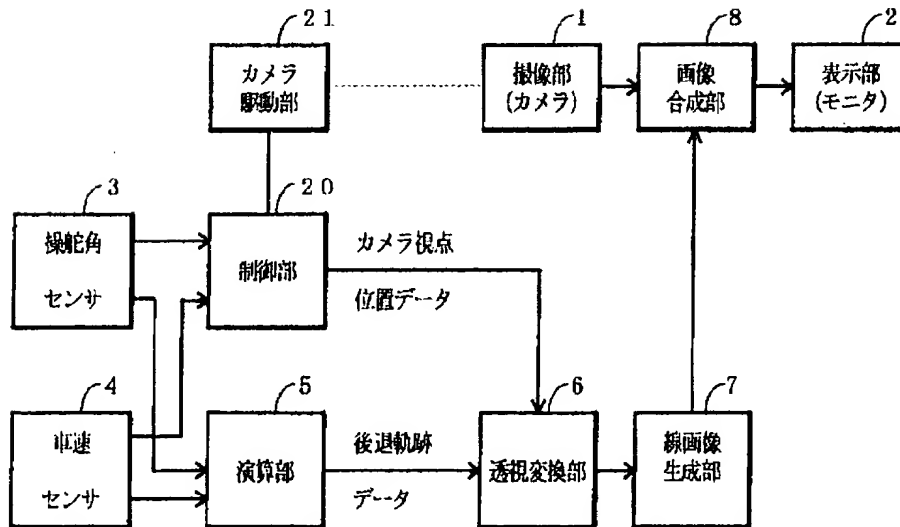 21
カメラ
駆動部
1
撮像部
(カメラ)
8
画像
合成部
2
表示部
(モニタ)
3
操舵角
センサ
20
制御部
カメラ視点
位置データ
4
車速
センサ
5
演算部
後退軌跡
データ
6
透視変換部
7
線画像
生成部